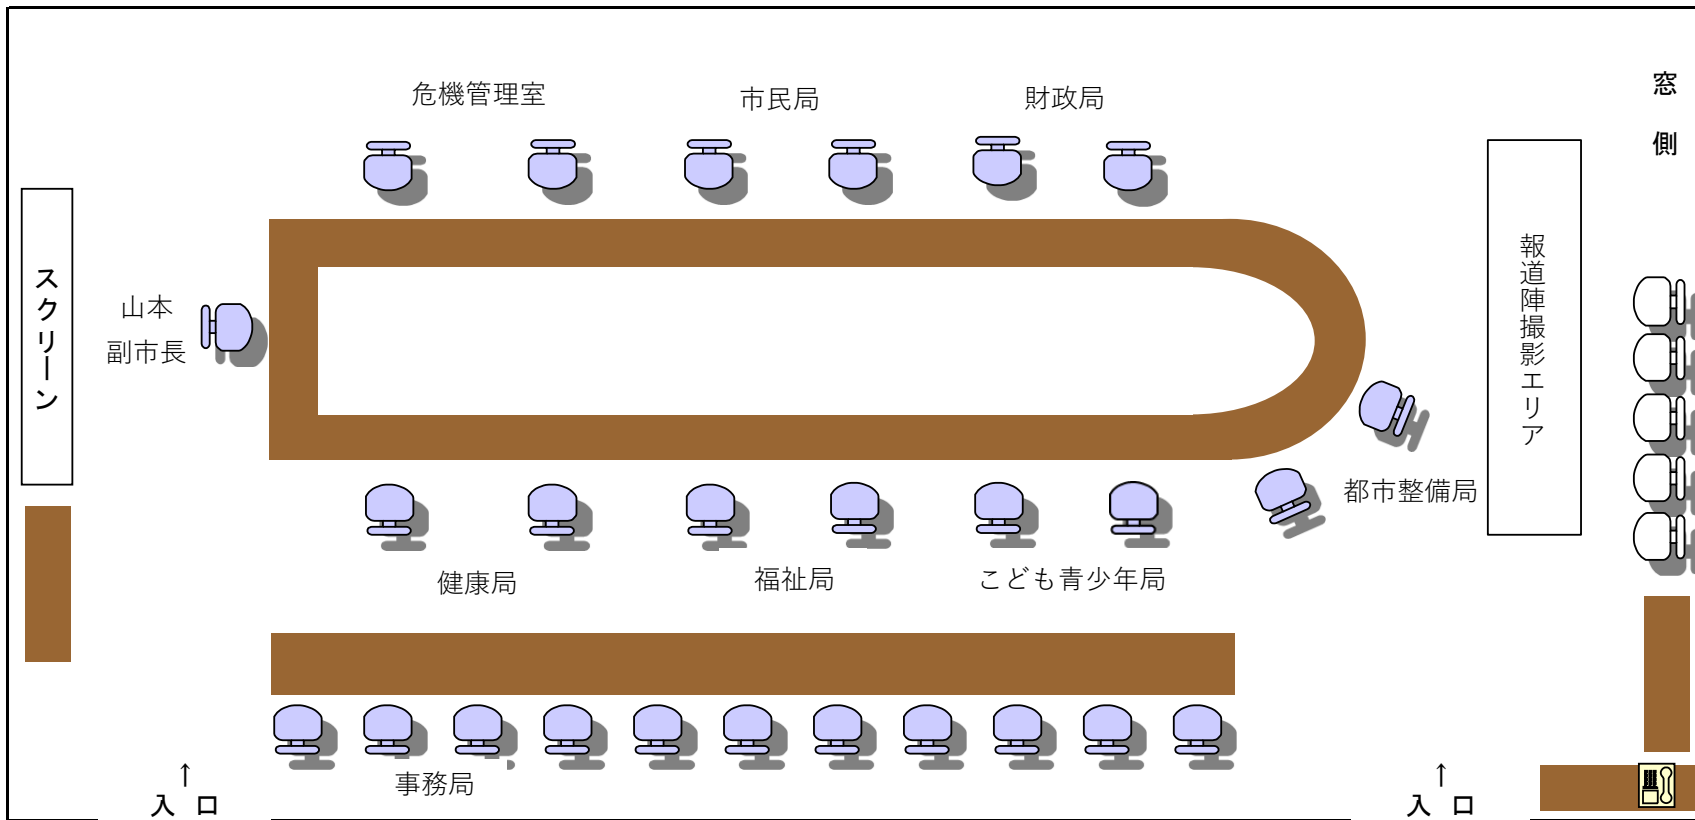 危機管理室
市民局
財政局
窓側
スクリーン
山本
副市長
報道陣撮影エリア
都市整備局
健康局
福祉局
こども青少年局
事務局
↑
入口
↑
入口